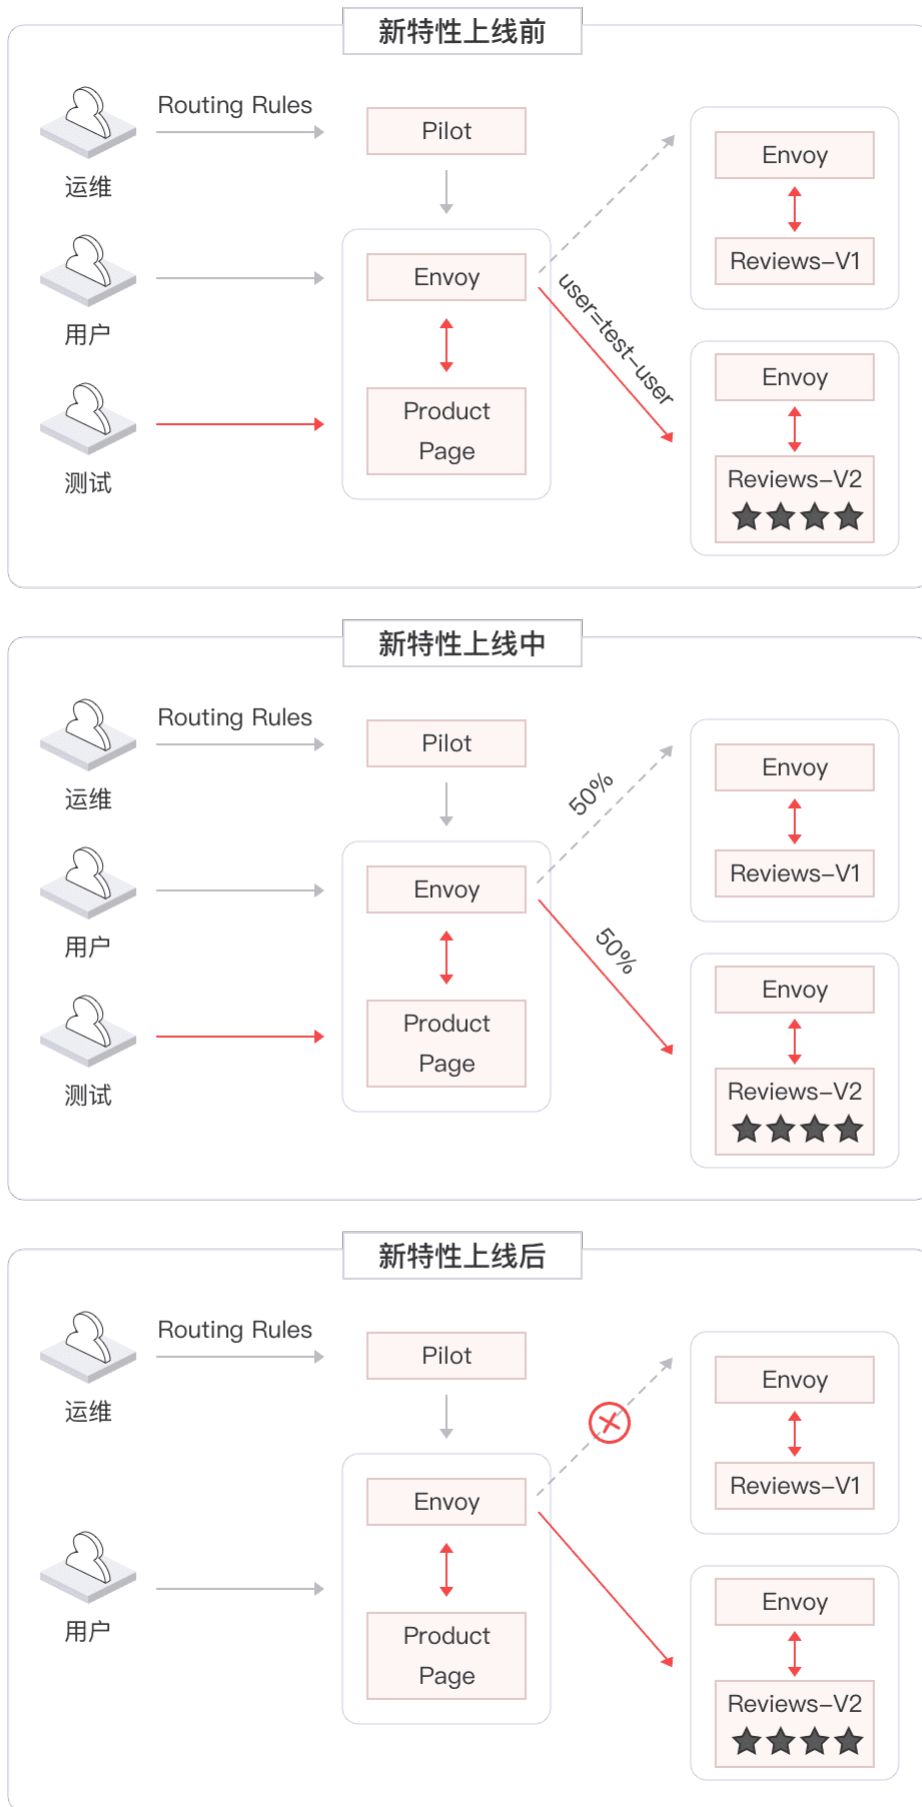 新特性上线前
Routing Rules
运维
Pilot
Envoy
Reviews-V1
用户
Envoy
user=test-user
测试
Product
Page
Envoy
Reviews-V2
新特性上线中
Routing Rules
运维
Pilot
50%
Envoy
Reviews-V1
用户
Envoy
50%
测试
Product
Page
Envoy
Reviews-V2
新特性上线后
Routing Rules
运维
Pilot
Envoy
Reviews-V1
用户
Envoy
Product
Page
Envoy
Reviews-V2